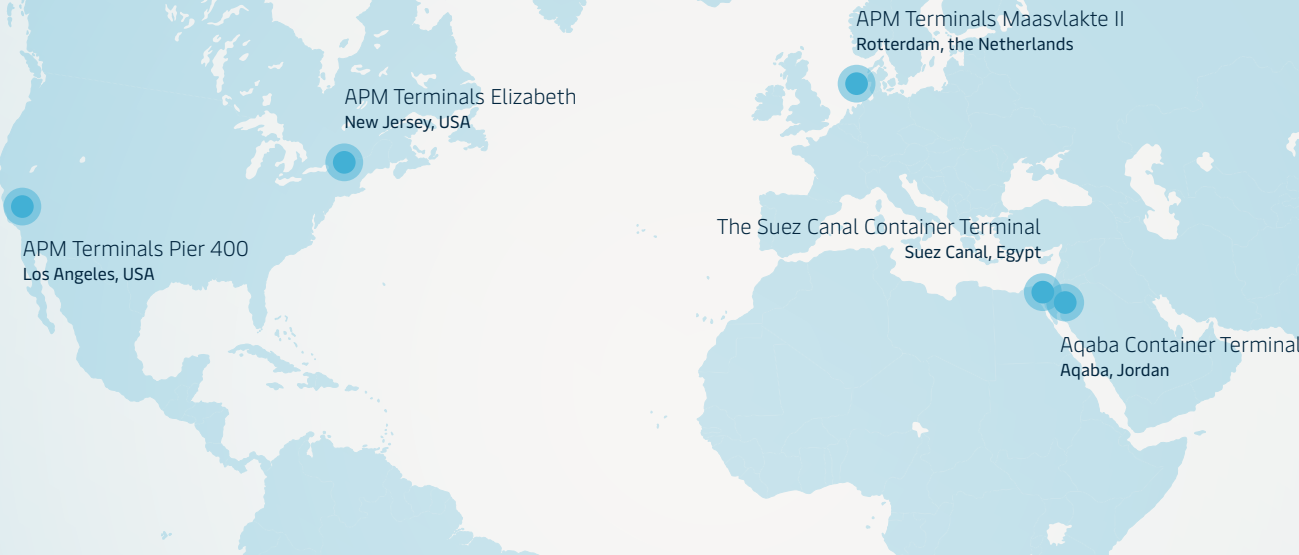 APM Terminals Maasvlakte II
Rotterdam, the Netherlands
APM Terminals Elizabeth
New Jersey, USA
The Suez Canal Container Terminal
Suez Canal, Egypt
APM Terminals Pier 400
Los Angeles, USA
Aqaba Container Terminal
Aqaba, Jordan